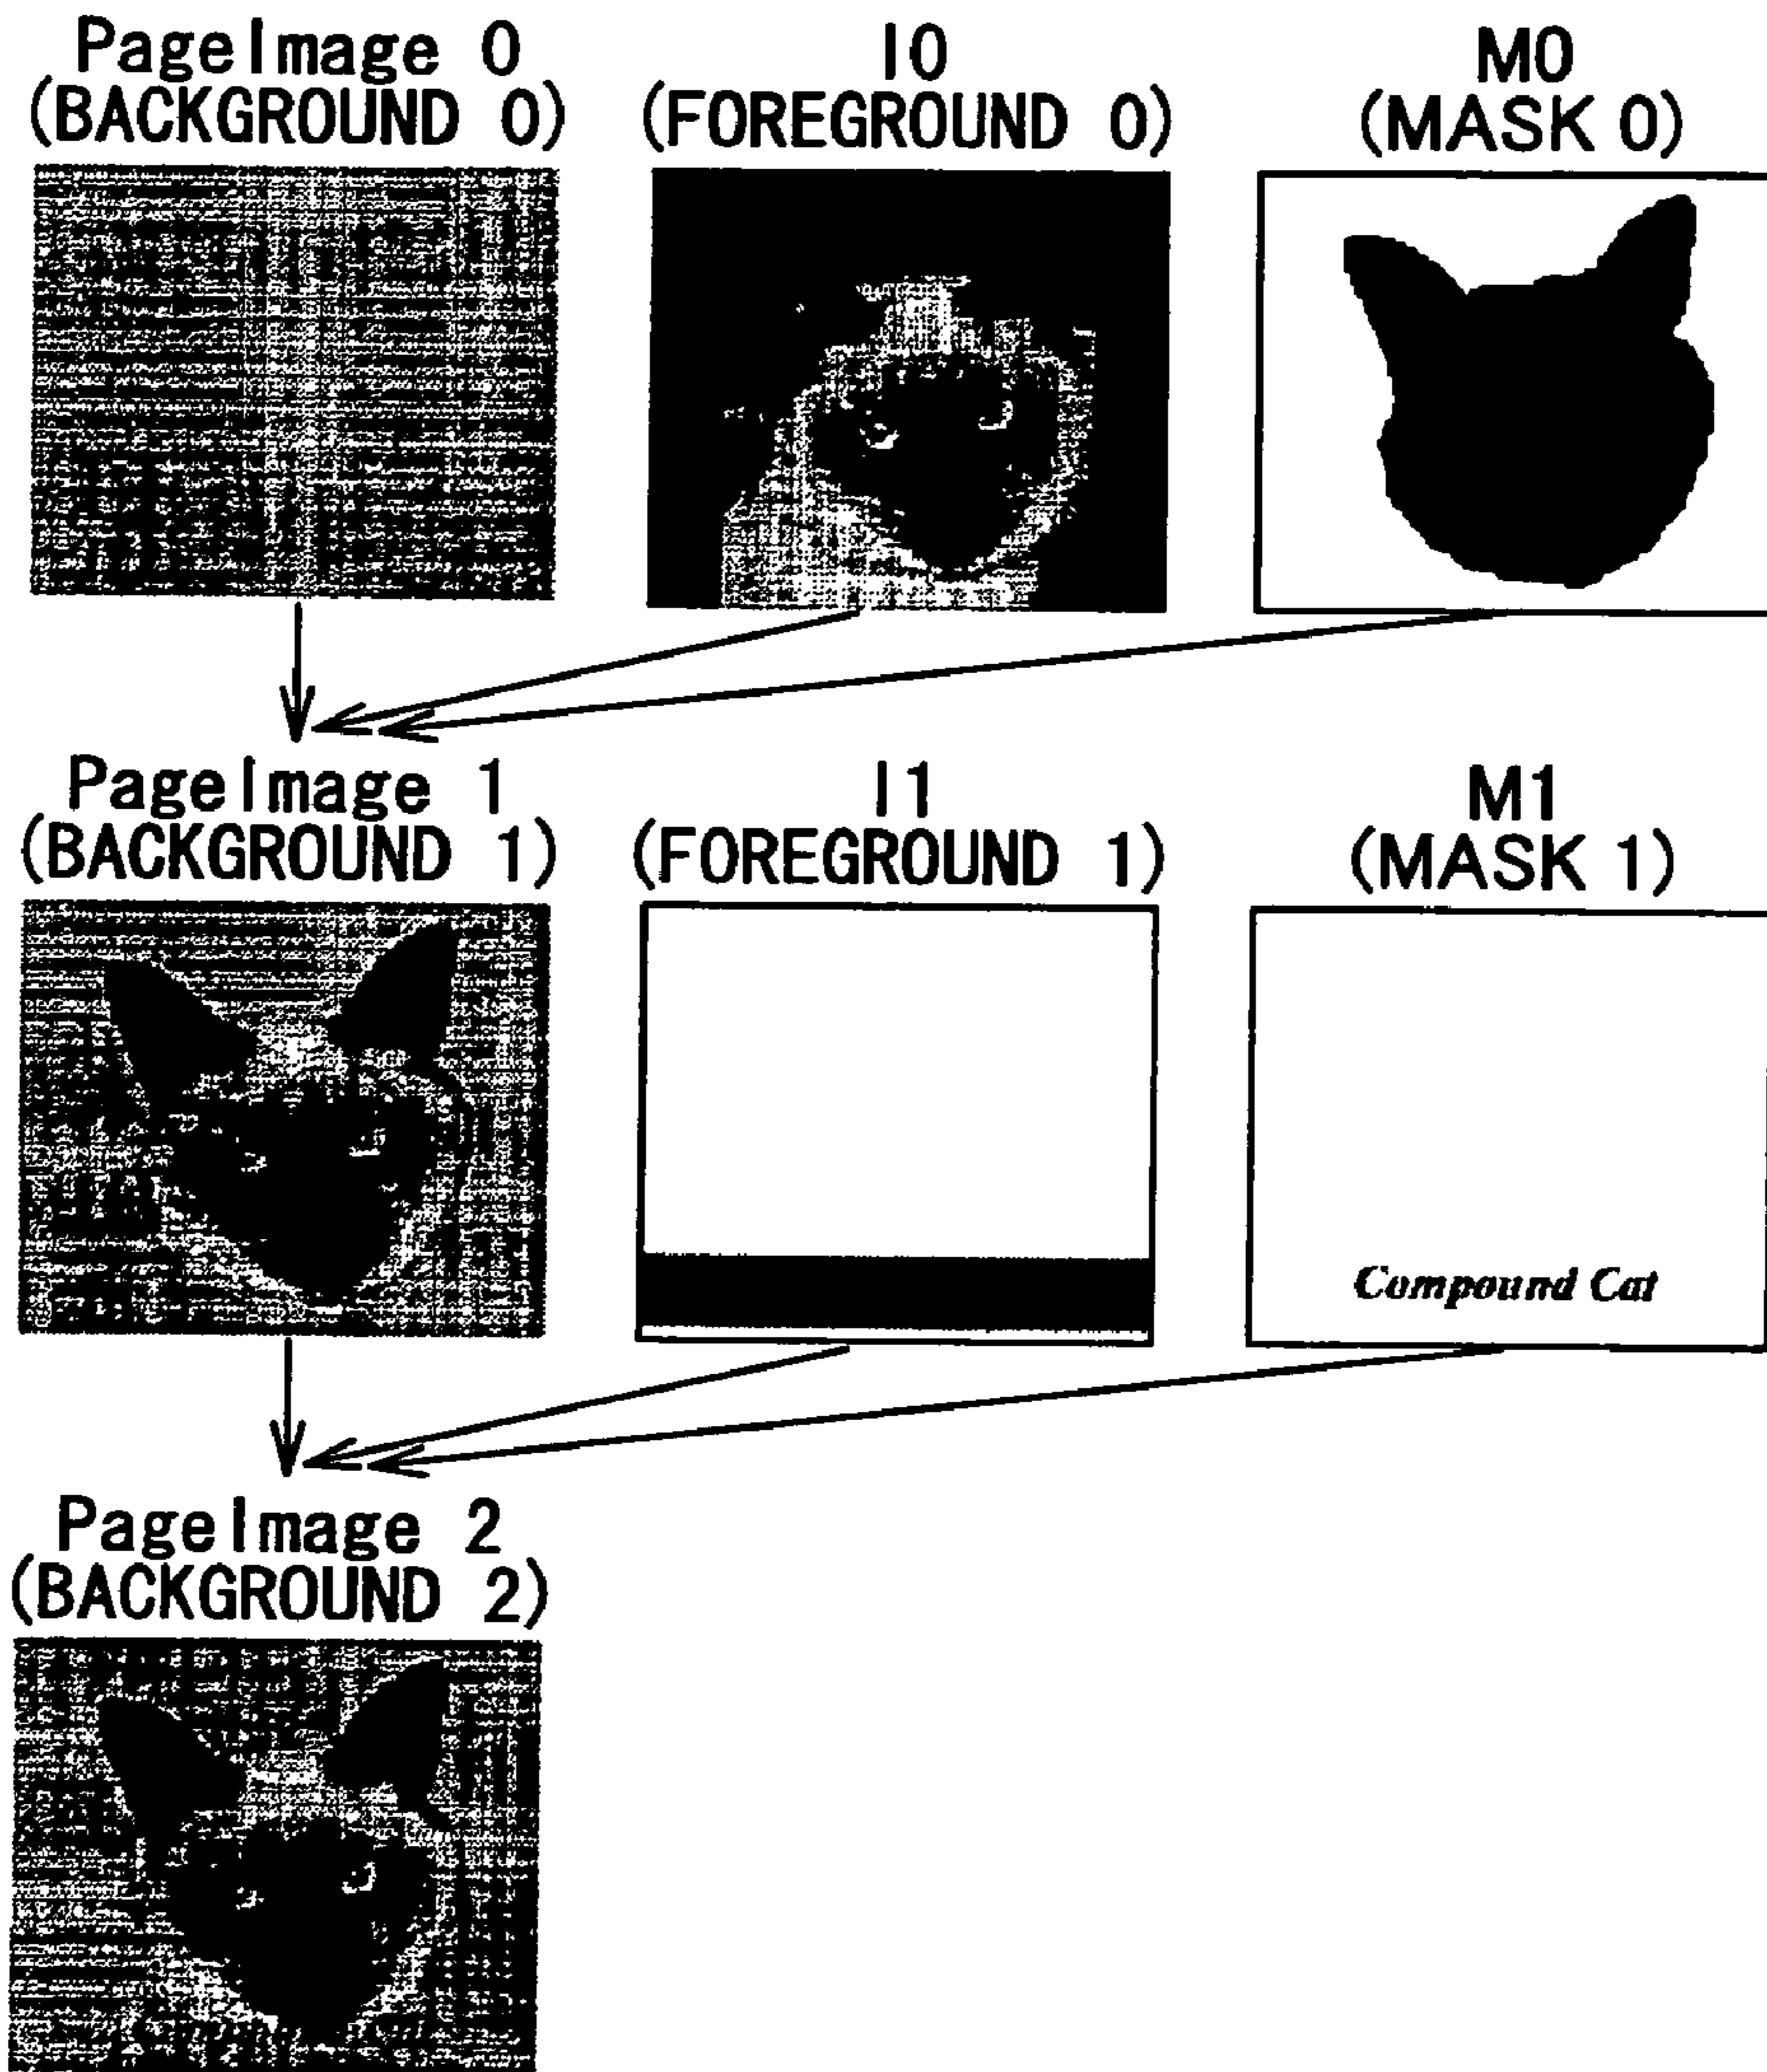 PageImage 0
(BACKGROUND 0)
I0
(FOREGROUND 0)
M0
(MASK 0)
PageImage 1
(BACKGROUND 1)
I1
(FOREGROUND 1)
M1
(MASK 1)
Compound Cat
PageImage 2
(BACKGROUND 2)